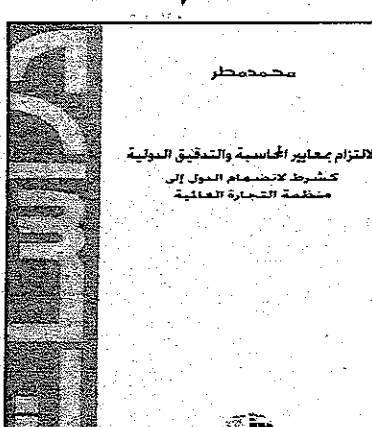 محمد مطر
الالتزام بمعايير المحاسبة والتدقيق الدولية
كشرط لانضمام الدول إلى
منظمة التجارة العالمية